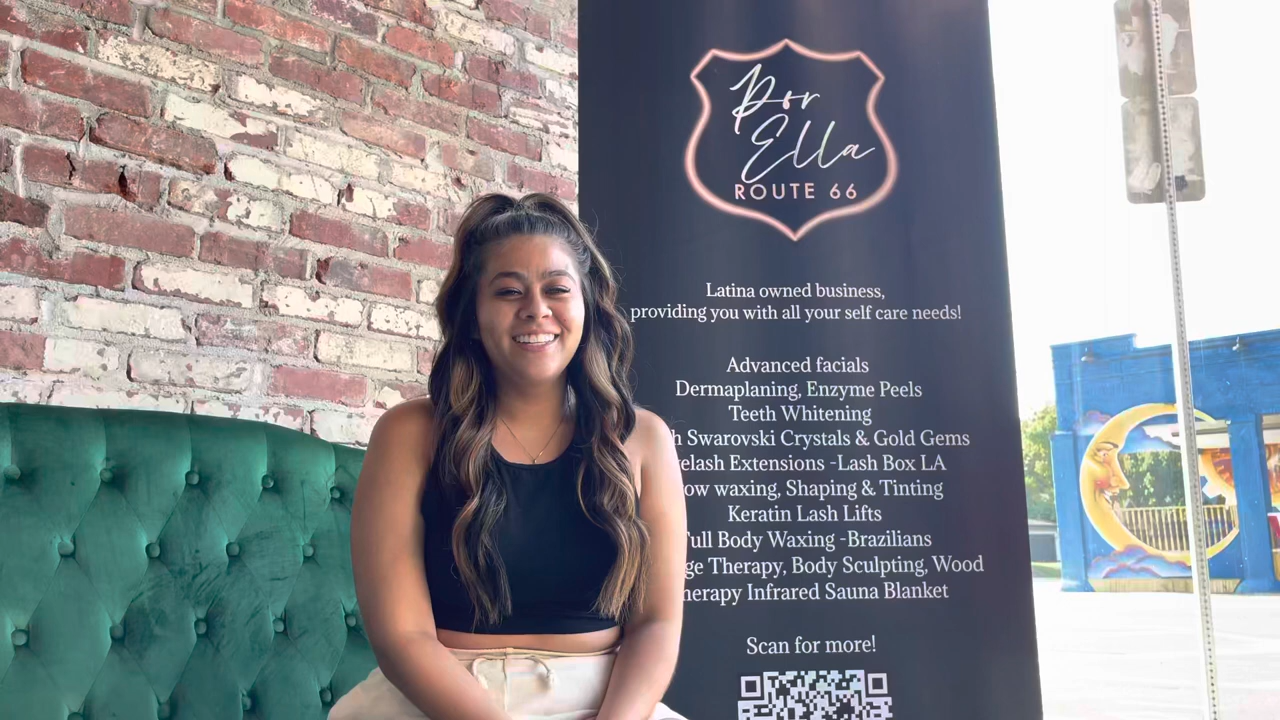 Por
Ella
ROUTE 66
Latina owned business,
providing you with all your self care needs!
Advanced facials
Dermaplaning, Enzyme Peels
Teeth Whitening
Swarovski Crystals & Gold Gems
Extensions -Lash Box LA
waxing, Shaping & Tinting
Keratin Lash Lifts
Full Body Waxing -Brazilians
Therapy, Body Sculpting, Wood
Therapy Infrared Sauna Blanket
Scan for more!